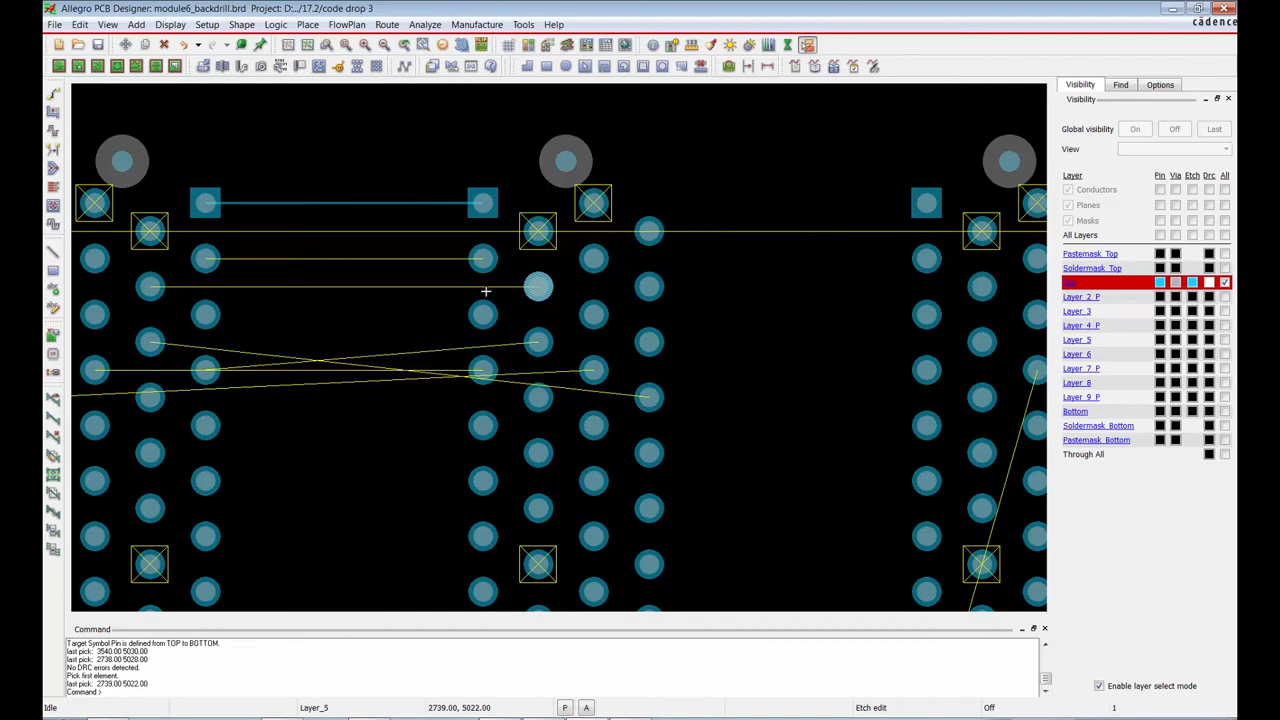 Allegro PCB Designer: module6_backdrill.brd Project: D:.../17.2/code drop 3
File Edit View Add Display Setup Shape Logic Place FlowPlan Route Analyze Manufacture Tools Help
cādence
Visibility Find Options
Visibility
Global visibility On Off Last
View
Layer Pin Via Etch Drc All
Conductors
Planes
Masks
All Layers
Pastemask_Top
Soldermask_Top
Top
Layer_2_P
Layer_3
Layer_4_P
Layer_5
Layer_6
Layer_7_P
Layer_8
Layer_9_P
Bottom
Soldermask_Bottom
Pastemask_Bottom
Through All
Command
Target Symbol Pin is defined from TOP to BOTTOM.
last pick: 3540.00 5030.00
last pick: 2738.00 5028.00
No DRC errors detected.
Pick first element.
last pick: 2739.00 5022.00
Command >
Enable layer select mode
Idle Layer_5 2739.00, 5022.00 P A Etch edit Off 1